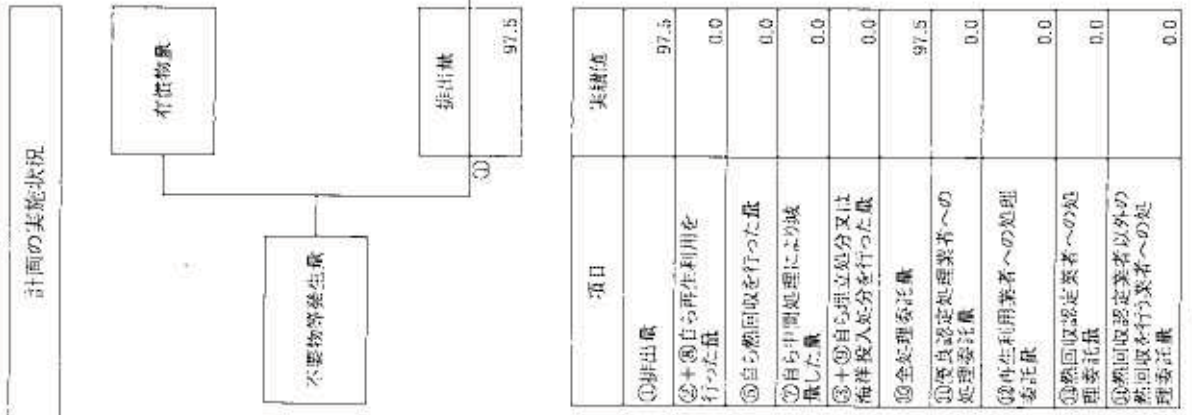 計画の実施状況
有償物量
不要物等発生量
排出量
①
97.5
項目
実績値
①排出量
97.5
②+⑧自ら再生利用を
行った量
0.0
⑤自ら熱回収を行った量
0.0
⑦自ら中間処理により減
量した量
0.0
③+⑨自ら埋立処分又は
海洋投入処分を行った量
0.0
⑩全処理委託量
97.5
⑪優良認定処理業者への
処理委託量
0.0
⑫再生利用業者への処理
委託量
0.0
⑬熱回収認定業者への処
理委託量
0.0
⑭熱回収認定業者以外の
熱回収を行う業者への処
理委託量
0.0